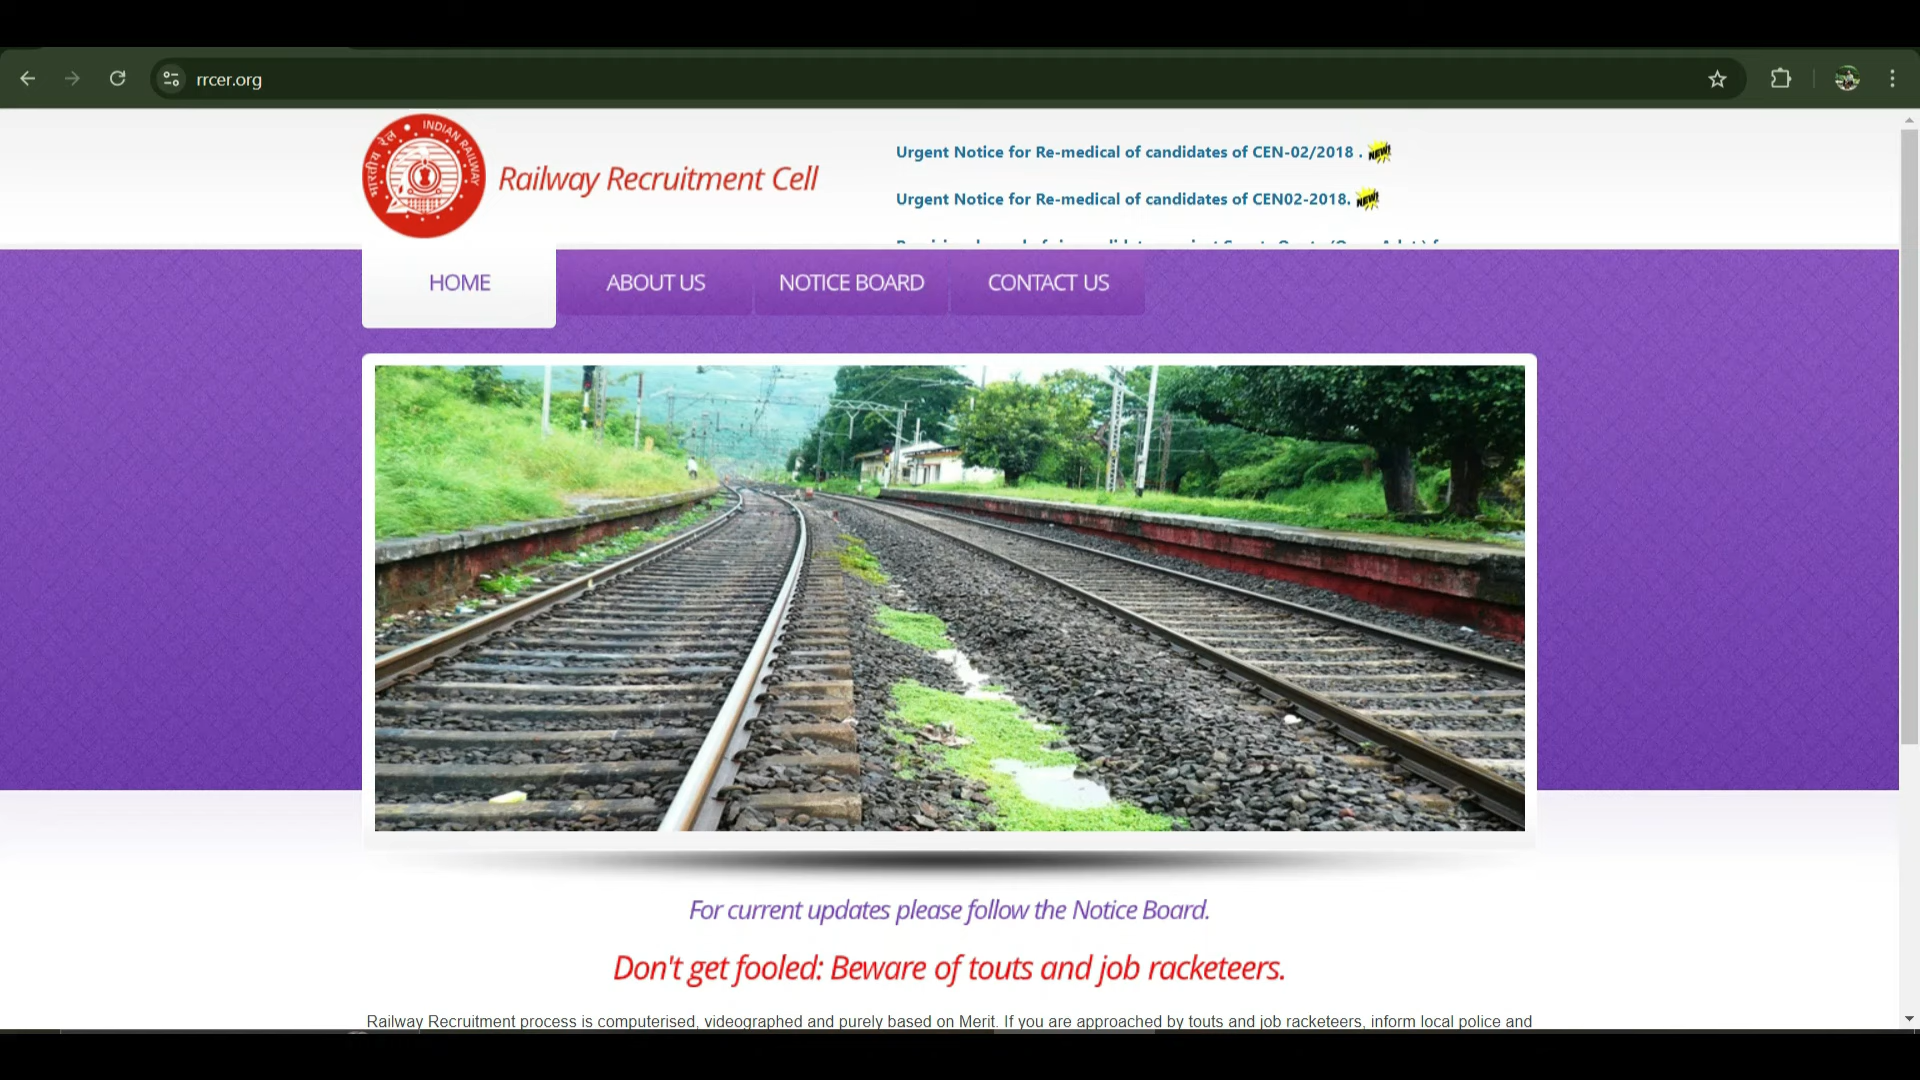 rrcer.org
भारतीय रेल • INDIAN RAILWAY
Railway Recruitment Cell
Urgent Notice for Re-medical of candidates of CEN-02/2018 . NEW!
Urgent Notice for Re-medical of candidates of CEN02-2018. NEW!
HOME
ABOUT US
NOTICE BOARD
CONTACT US
For current updates please follow the Notice Board.
Don't get fooled: Beware of touts and job racketeers.
Railway Recruitment process is computerised, videographed and purely based on Merit. If you are approached by touts and job racketeers, inform local police and